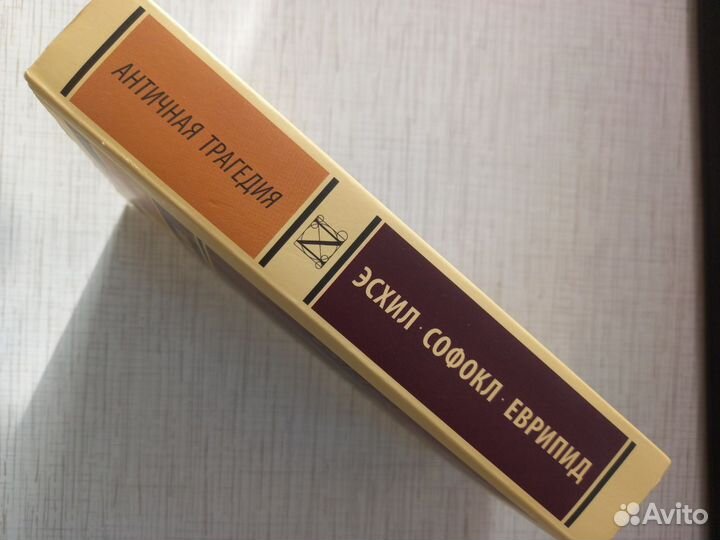 АНТИЧНАЯ ТРАГЕДИЯ
ЭСХИЛ · СОФОКЛ · ЕВРИПИД
Avito